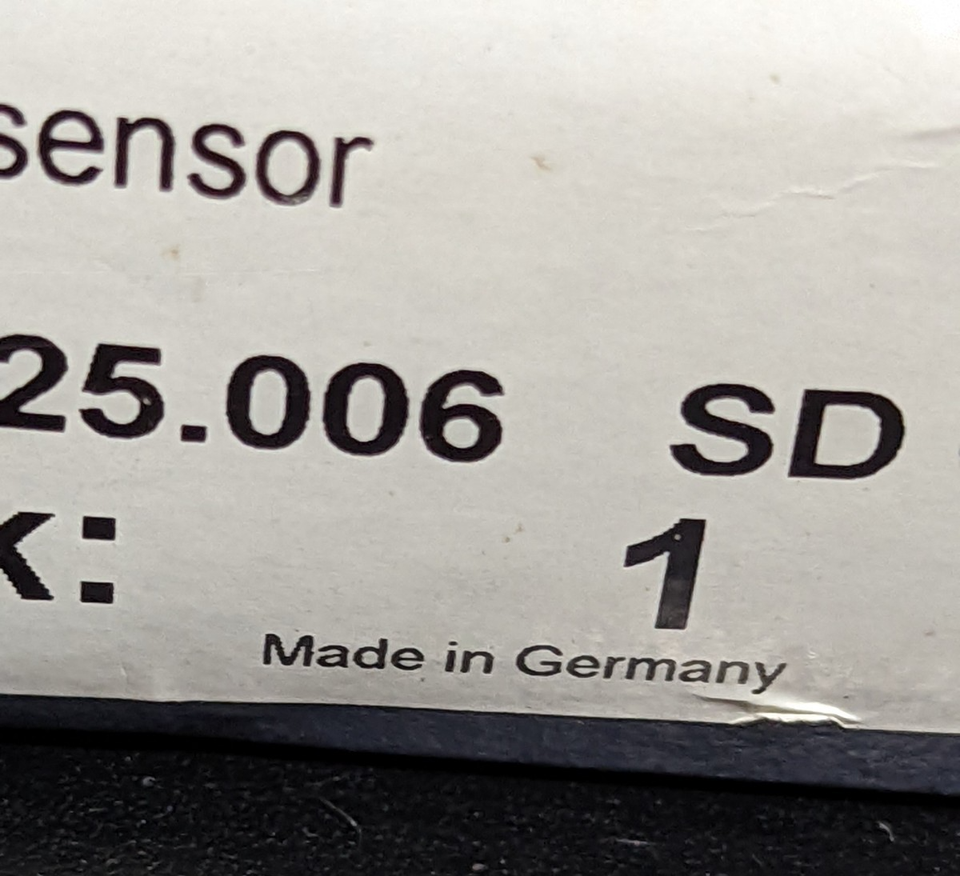 sensor
25.006 SD
k: 1
Made in Germany